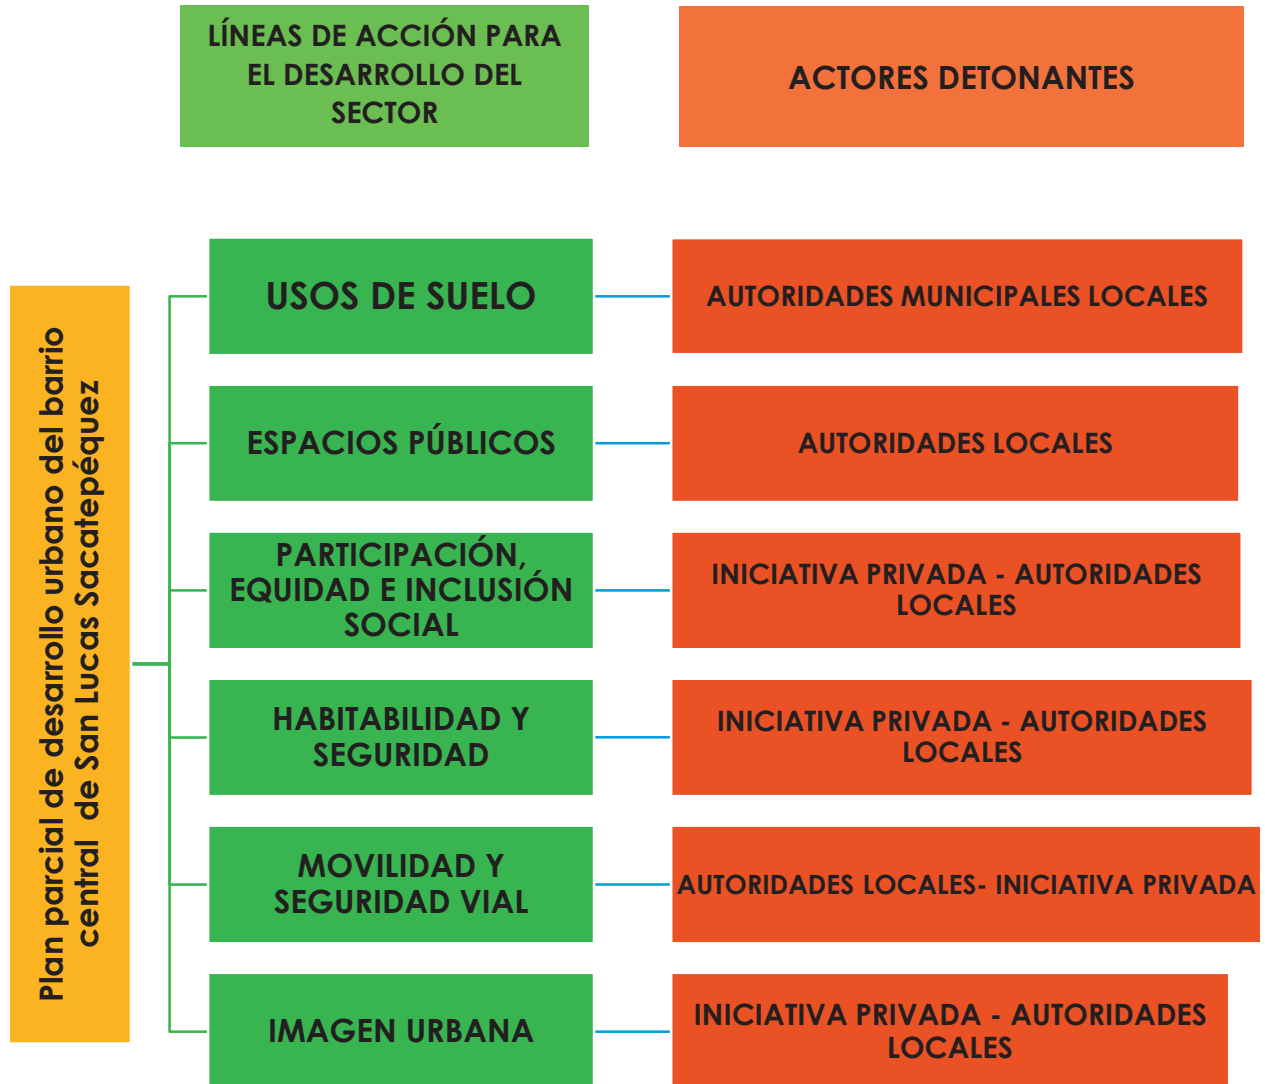 LÍNEAS DE ACCIÓN PARA
EL DESARROLLO DEL
SECTOR
ACTORES DETONANTES
Plan parcial de desarrollo urbano del barrio
central de San Lucas Sacatepéquez
USOS DE SUELO
AUTORIDADES MUNICIPALES LOCALES
ESPACIOS PÚBLICOS
AUTORIDADES LOCALES
PARTICIPACIÓN,
EQUIDAD E INCLUSIÓN
SOCIAL
INICIATIVA PRIVADA - AUTORIDADES
LOCALES
HABITABILIDAD Y
SEGURIDAD
INICIATIVA PRIVADA - AUTORIDADES
LOCALES
MOVILIDAD Y
SEGURIDAD VIAL
AUTORIDADES LOCALES- INICIATIVA PRIVADA
IMAGEN URBANA
INICIATIVA PRIVADA - AUTORIDADES
LOCALES